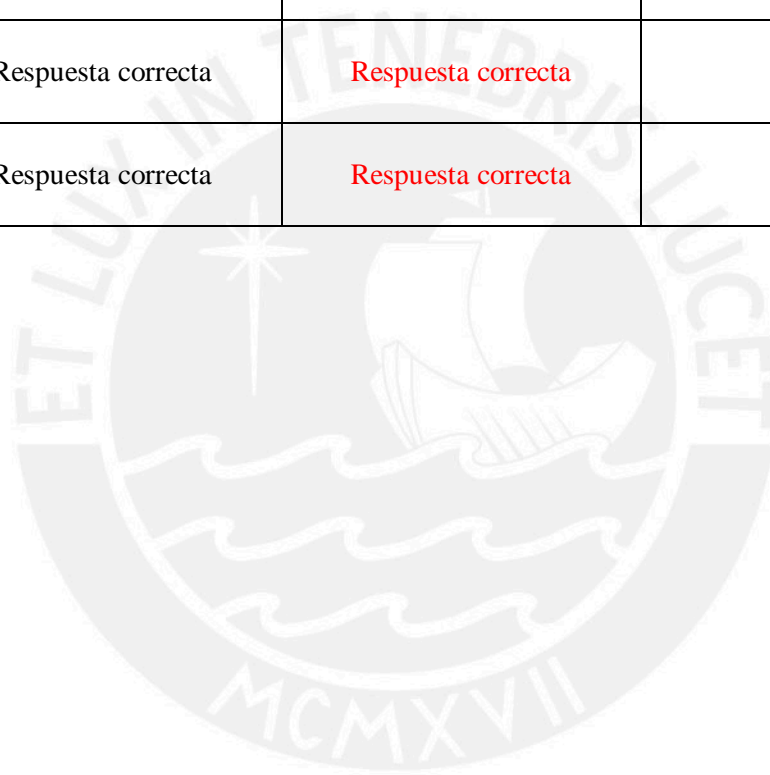 Respuesta correcta Respuesta correcta
Respuesta correcta Respuesta correcta
ET LUX IN TENEBRIS LUCET
MCMXVII